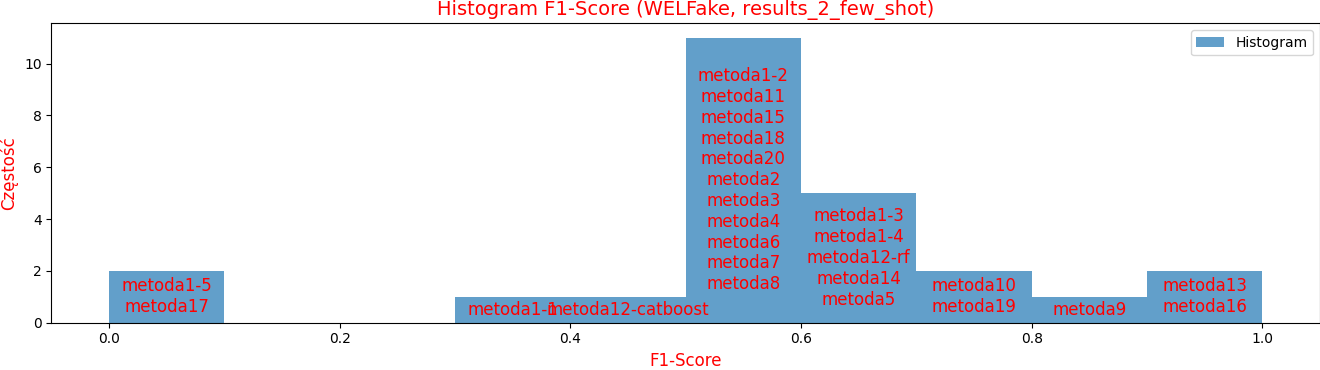 Histogram F1-Score (WELFake, results_2_few_shot)
Histogram
Częstość
10
8
6
4
2
0
metoda1-5
metoda17
metoda1-1
metoda12-catboost
metoda1-2
metoda11
metoda15
metoda18
metoda20
metoda2
metoda3
metoda4
metoda6
metoda7
metoda8
metoda1-3
metoda1-4
metoda12-rf
metoda14
metoda5
metoda10
metoda19
metoda9
metoda13
metoda16
0.0 0.2 0.4 0.6 0.8 1.0
F1-Score